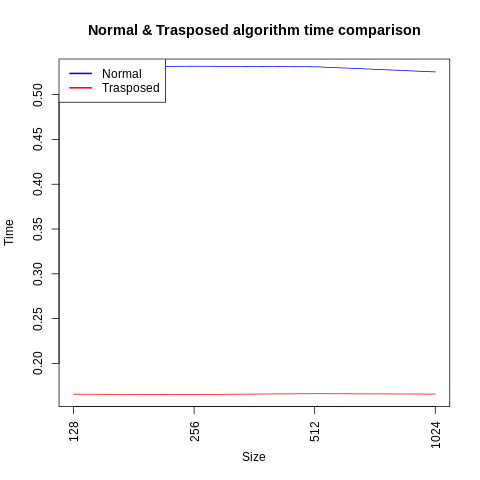 Normal & Trasposed algorithm time comparison
Normal
Trasposed
0.50
0.45
0.40
0.35
0.30
0.25
0.20
Time
128
256
512
1024
Size